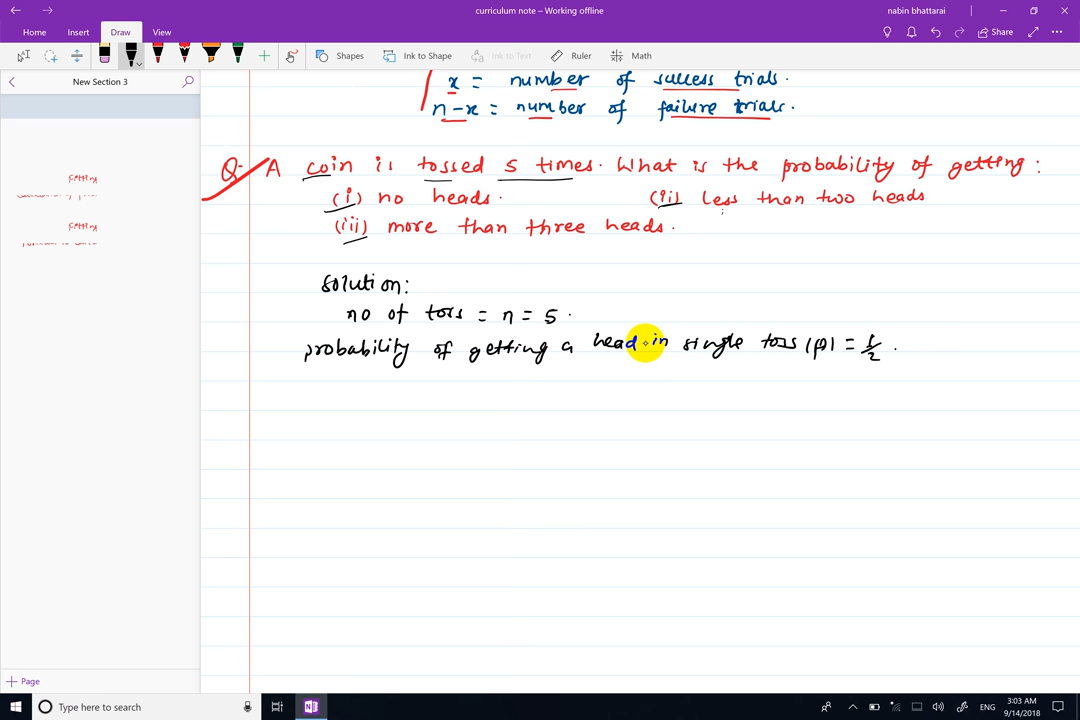 curriculum note – Working offline
nabin bhattarai
Home Insert Draw View
Share
Shapes Ink to Shape Ink to Text Ruler Math
New Section 3
x = number of success trials.
n-x = number of failure trials.
Q. A coin is tossed 5 times. What is the probability of getting:
(i) no heads. (ii) less than two heads
(iii) more than three heads.
Solution:
no of toss = n = 5.
probability of getting a head in single toss (p) = 1/2.
Page
Type here to search
ENG
3:03 AM
9/14/2018